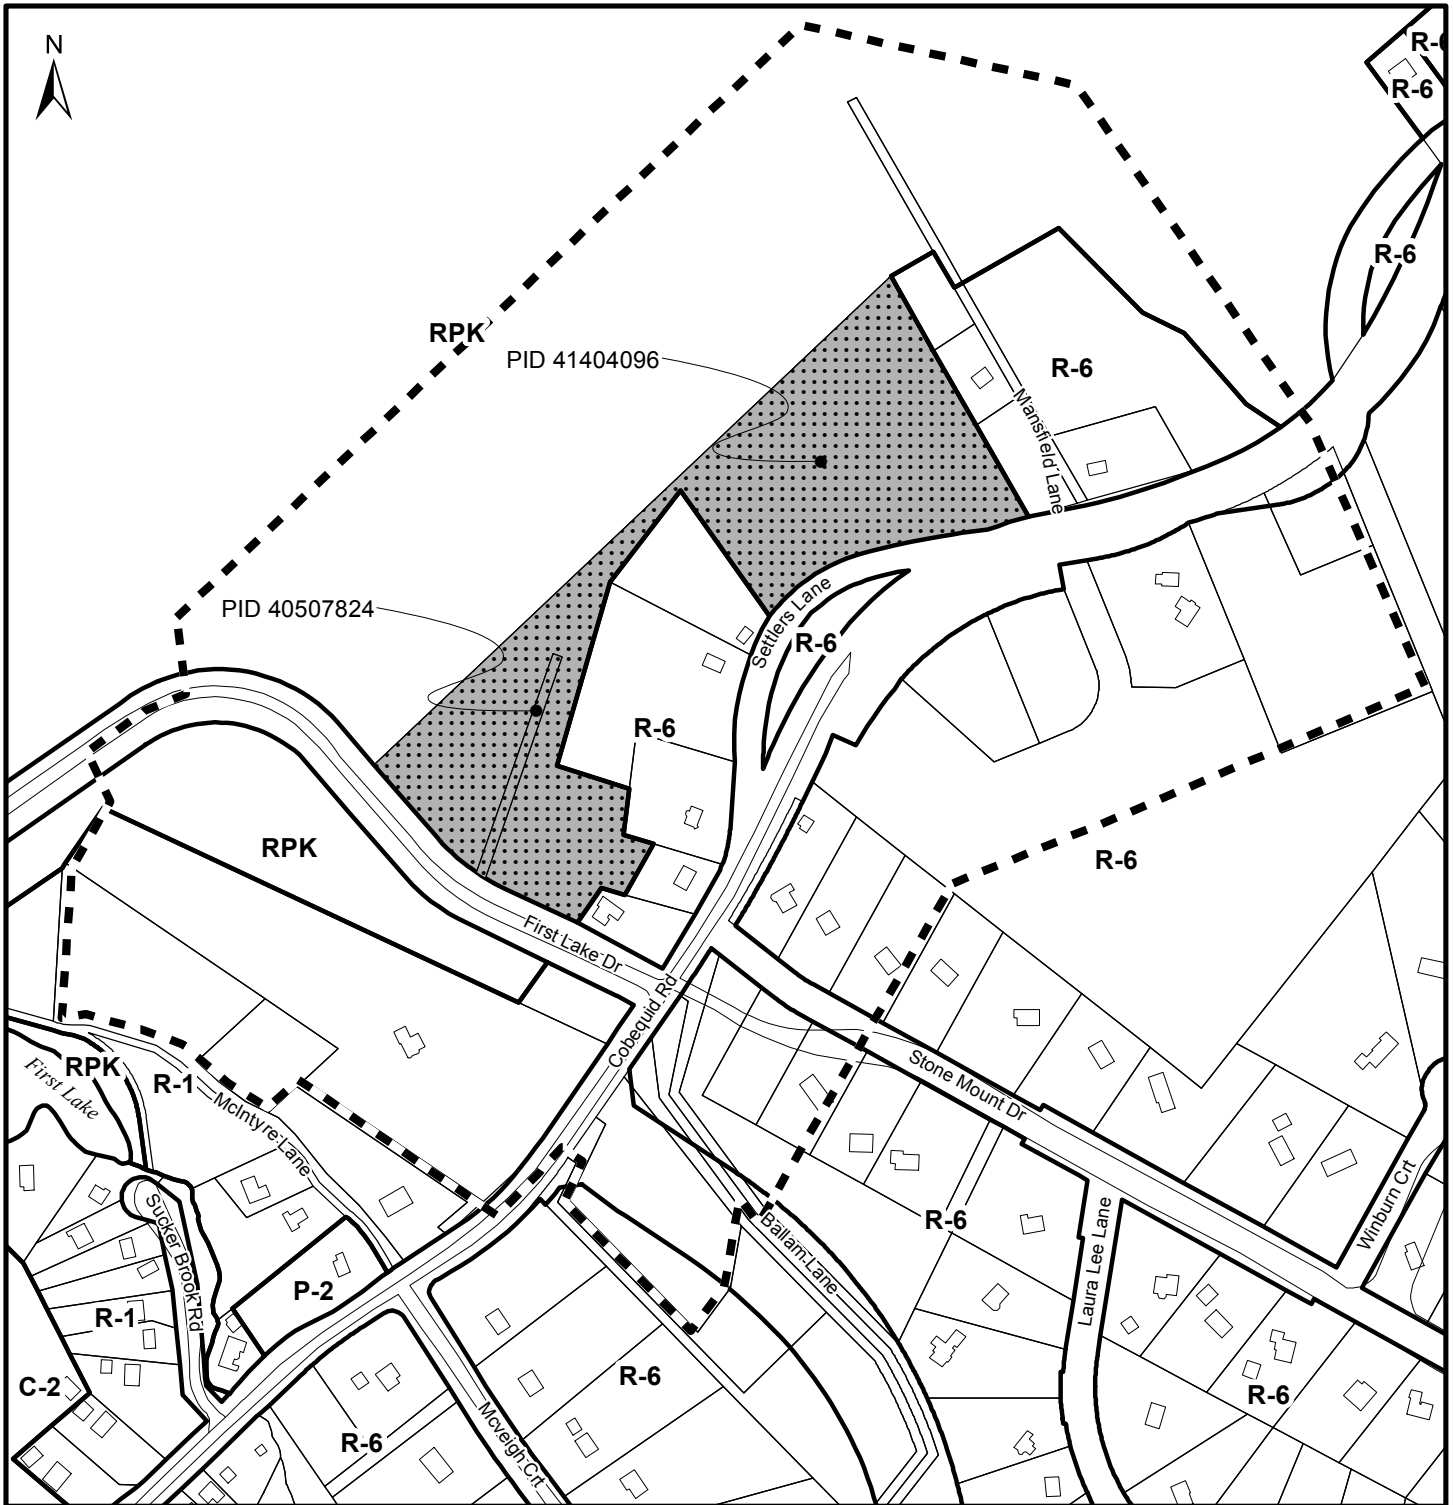 N
R-6
R-6
R-6
RPK
PID 41404096
R-6
Mansfield Lane
PID 40507824
Settlers Lane
R-6
R-6
RPK
R-6
First Lake Dr
Cobequid Rd
Stone Mount Dr
RPK
R-1
First Lake
McIntyre Lane
Sucker Brook Rd
Ballam Lane
R-6
Laura Lee Lane
Winburn Crt
P-2
R-1
C-2
R-6
R-6
R-6
Mcveigh Crt